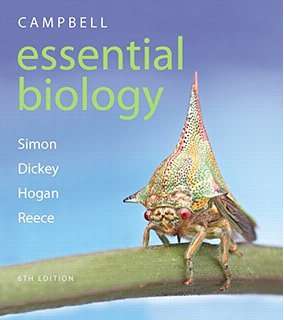 CAMPBELL
essential
biology
Simon
Dickey
Hogan
Reece
6TH EDITION